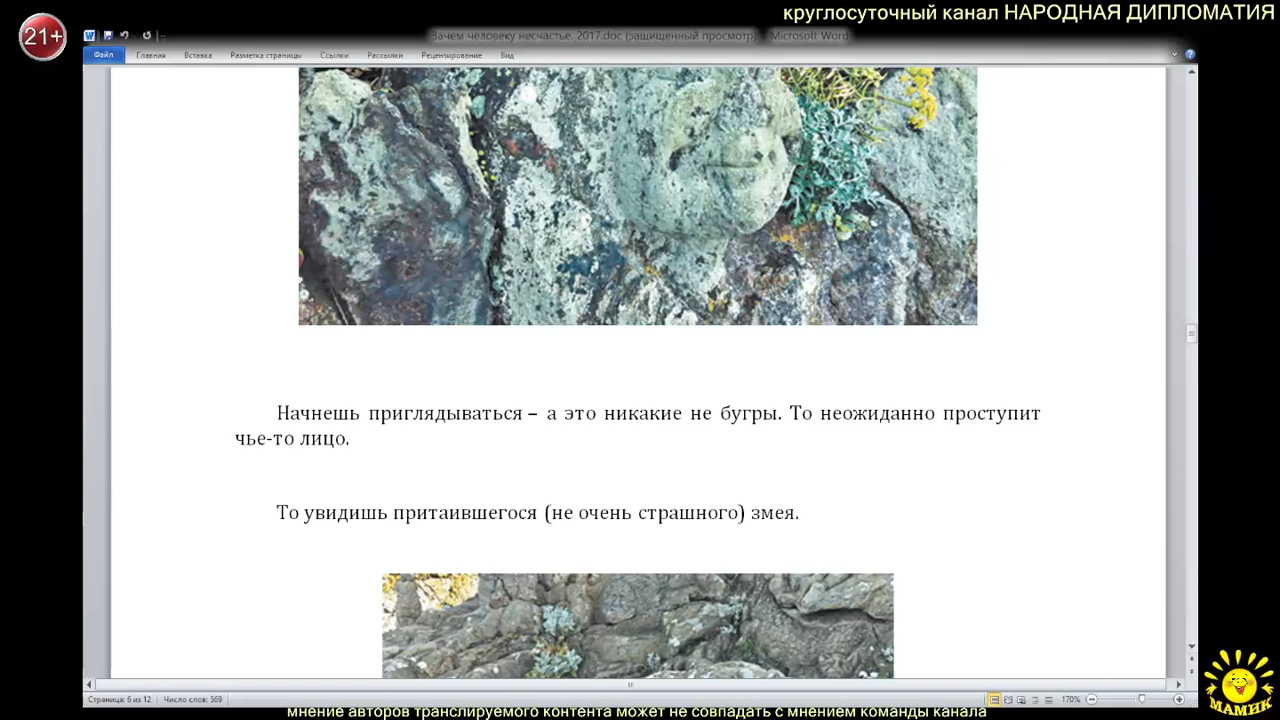 круглосуточный канал НАРОДНАЯ ДИПЛОМАТИЯ
21+
Зачем человеку несчастье. 2017.doc (защищенный просмотр) - Microsoft Word
Файл Главная Вставка Разметка страницы Ссылки Рассылки Рецензирование Вид
Начнешь приглядываться – а это никакие не бугры. То неожиданно проступит
чье-то лицо.
То увидишь притаившегося (не очень страшного) змея.
Страница: 6 из 12 Число слов: 569 170%
МАМИК
мнение авторов транслируемого контента может не совпадать с мнением команды канала